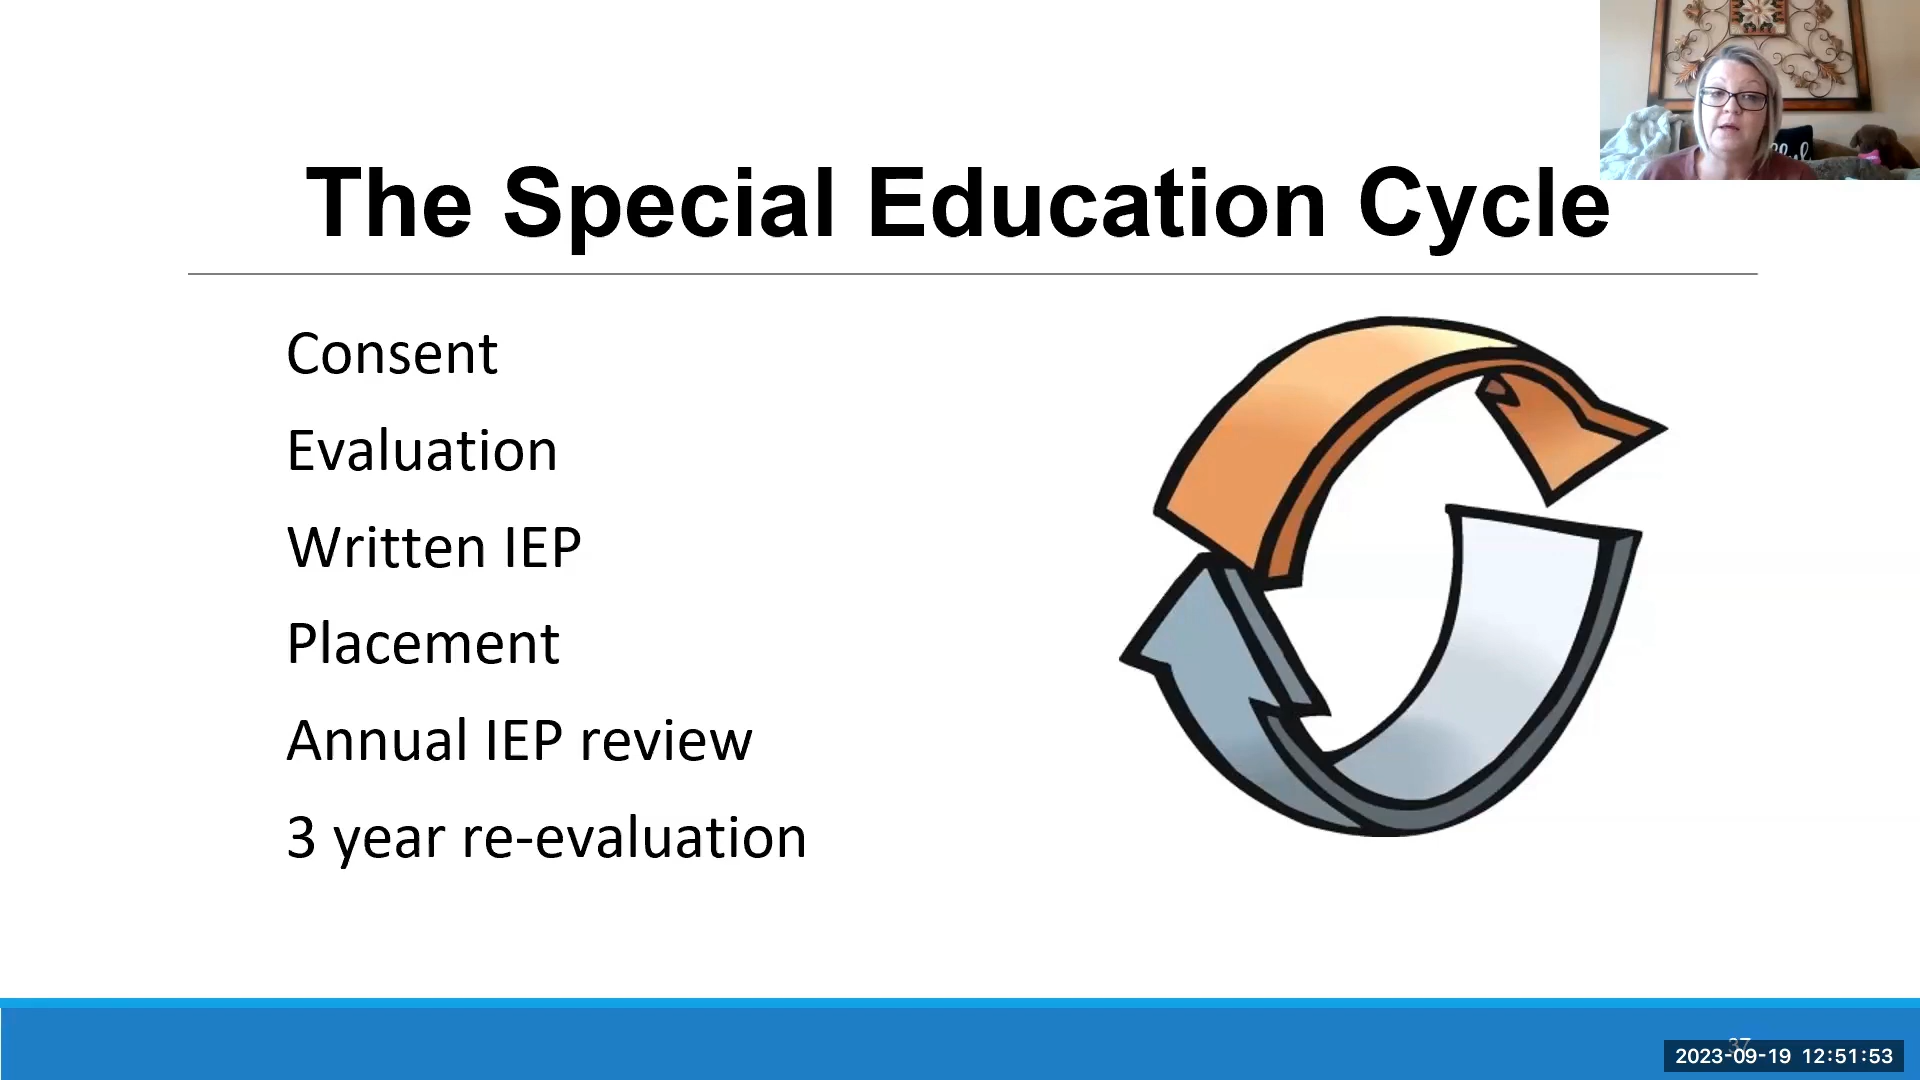 The Special Education Cycle
Consent
Evaluation
Written IEP
Placement
Annual IEP review
3 year re-evaluation
37
2023-09-19 12:51:53